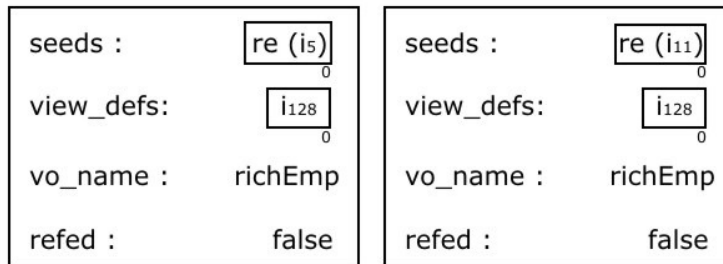 seeds : re (i5)
0
view_defs: i128
0
vo_name : richEmp
refed : false
seeds : re (i11)
0
view_defs: i128
0
vo_name : richEmp
refed : false